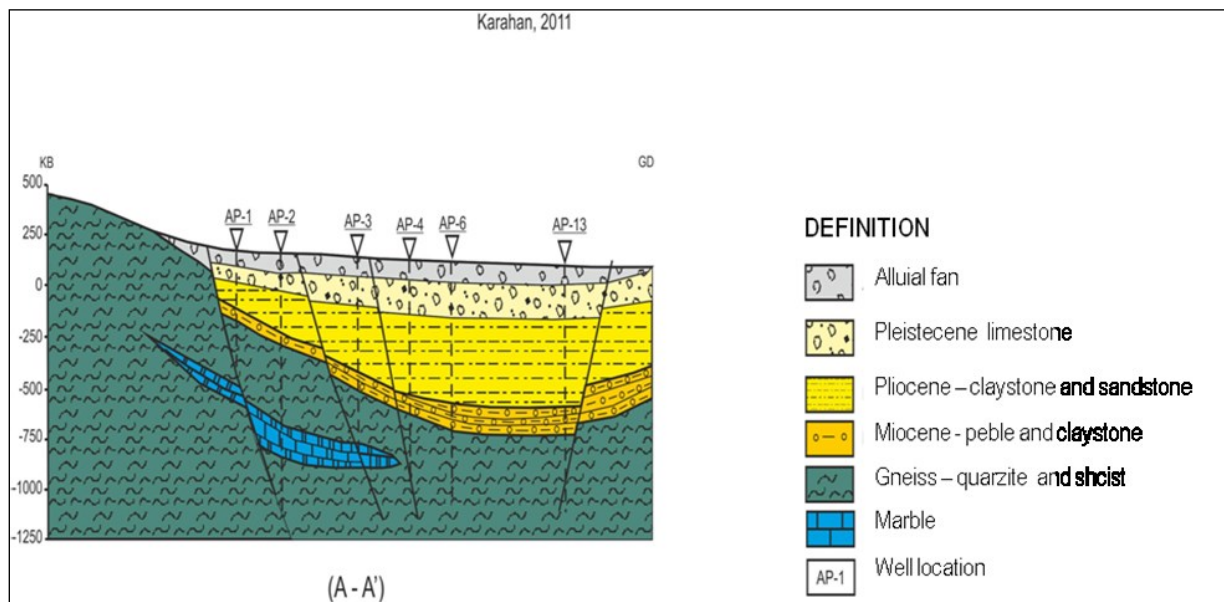 Karahan, 2011
KB
GD
500
250
0
-250
-500
-750
-1000
-1250
AP-1
AP-2
AP-3
AP-4
AP-6
AP-13
(A - A')
DEFINITION
Alluial fan
Pleistecene limestone
Pliocene – claystone and sandstone
Miocene - peble and claystone
Gneiss – quarzite and shcist
Marble
AP-1 Well location